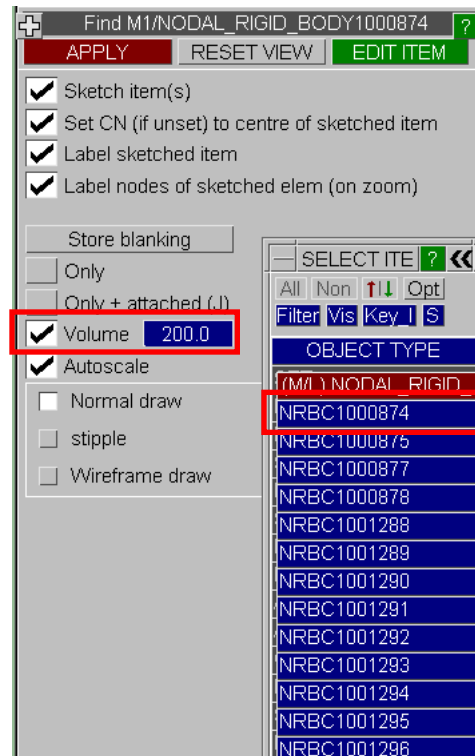 Find M1/NODAL_RIGID_BODY1000874 ?
APPLY RESET VIEW EDIT ITEM
Sketch item(s)
Set CN (if unset) to centre of sketched item
Label sketched item
Label nodes of sketched elem (on zoom)
Store blanking
Only
Only + attached (J)
Volume 200.0
Autoscale
Normal draw
stipple
Wireframe draw
SELECT ITE ?
All Non Opt
Filter Vis Key_I S
OBJECT TYPE
(M/L) NODAL_RIGID_
NRBC1000874
NRBC1000875
NRBC1000877
NRBC1000878
NRBC1001288
NRBC1001289
NRBC1001290
NRBC1001291
NRBC1001292
NRBC1001293
NRBC1001294
NRBC1001295
NRBC1001296